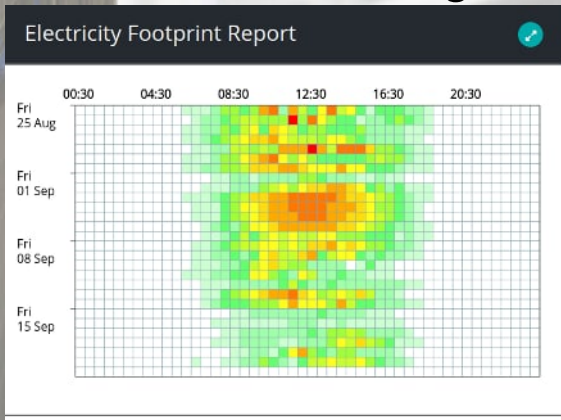 Electricity Footprint Report
00:30 04:30 08:30 12:30 16:30 20:30
Fri
25 Aug
Fri
01 Sep
Fri
08 Sep
Fri
15 Sep